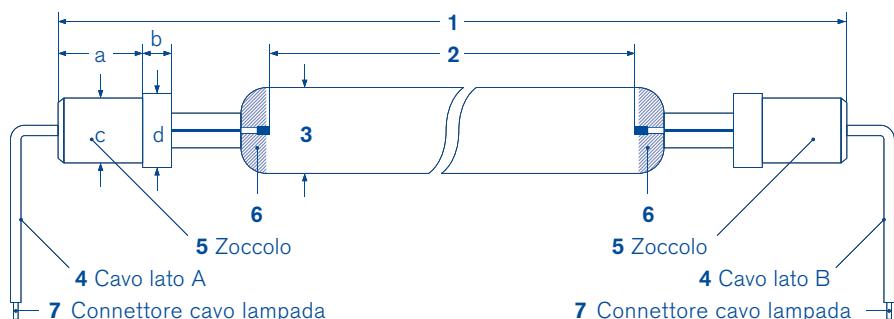 1
b
a
2
c
d
3
6
6
5 Zoccolo
5 Zoccolo
4 Cavo lato A
4 Cavo lato B
7 Connettore cavo lampada
7 Connettore cavo lampada